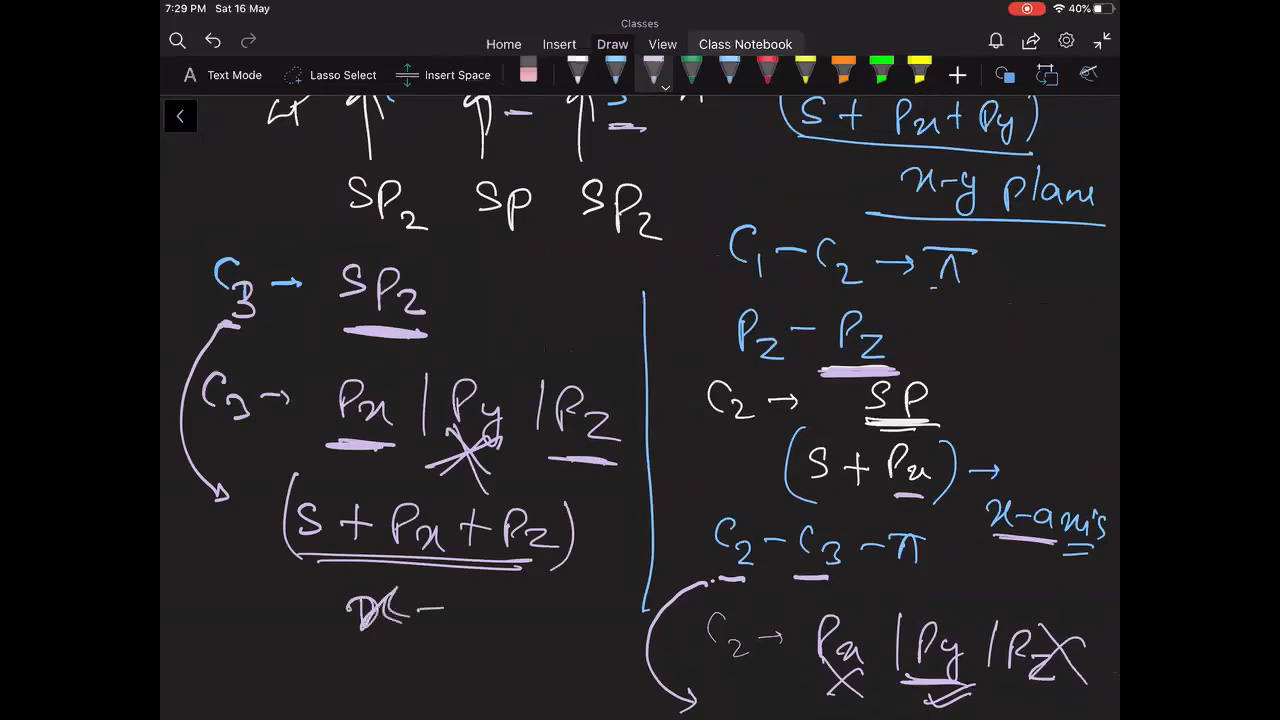 7:29 PM Sat 16 May
40%
Classes
Home Insert Draw View Class Notebook
Text Mode Lasso Select Insert Space
(S + Px + Py)
x-y plane
SP2 SP SP2
C1 - C2 → π
C3 → SP2
Pz - Pz
C3 → Px | Py | Pz
C2 → SP
(S + Px) →
x-axis
(S + Px + Pz)
C2 - C3 - π
x -
C2 → Px | Py | Pz